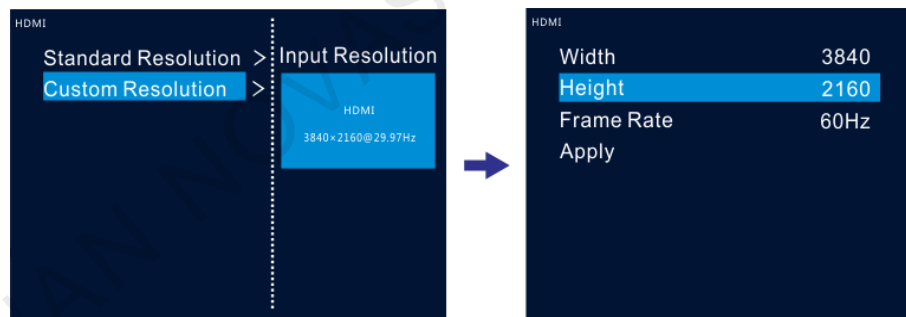 HDMI
Standard Resolution >
Custom Resolution >
Input Resolution
HDMI
3840×2160@29.97Hz
HDMI
Width 3840
Height 2160
Frame Rate 60Hz
Apply